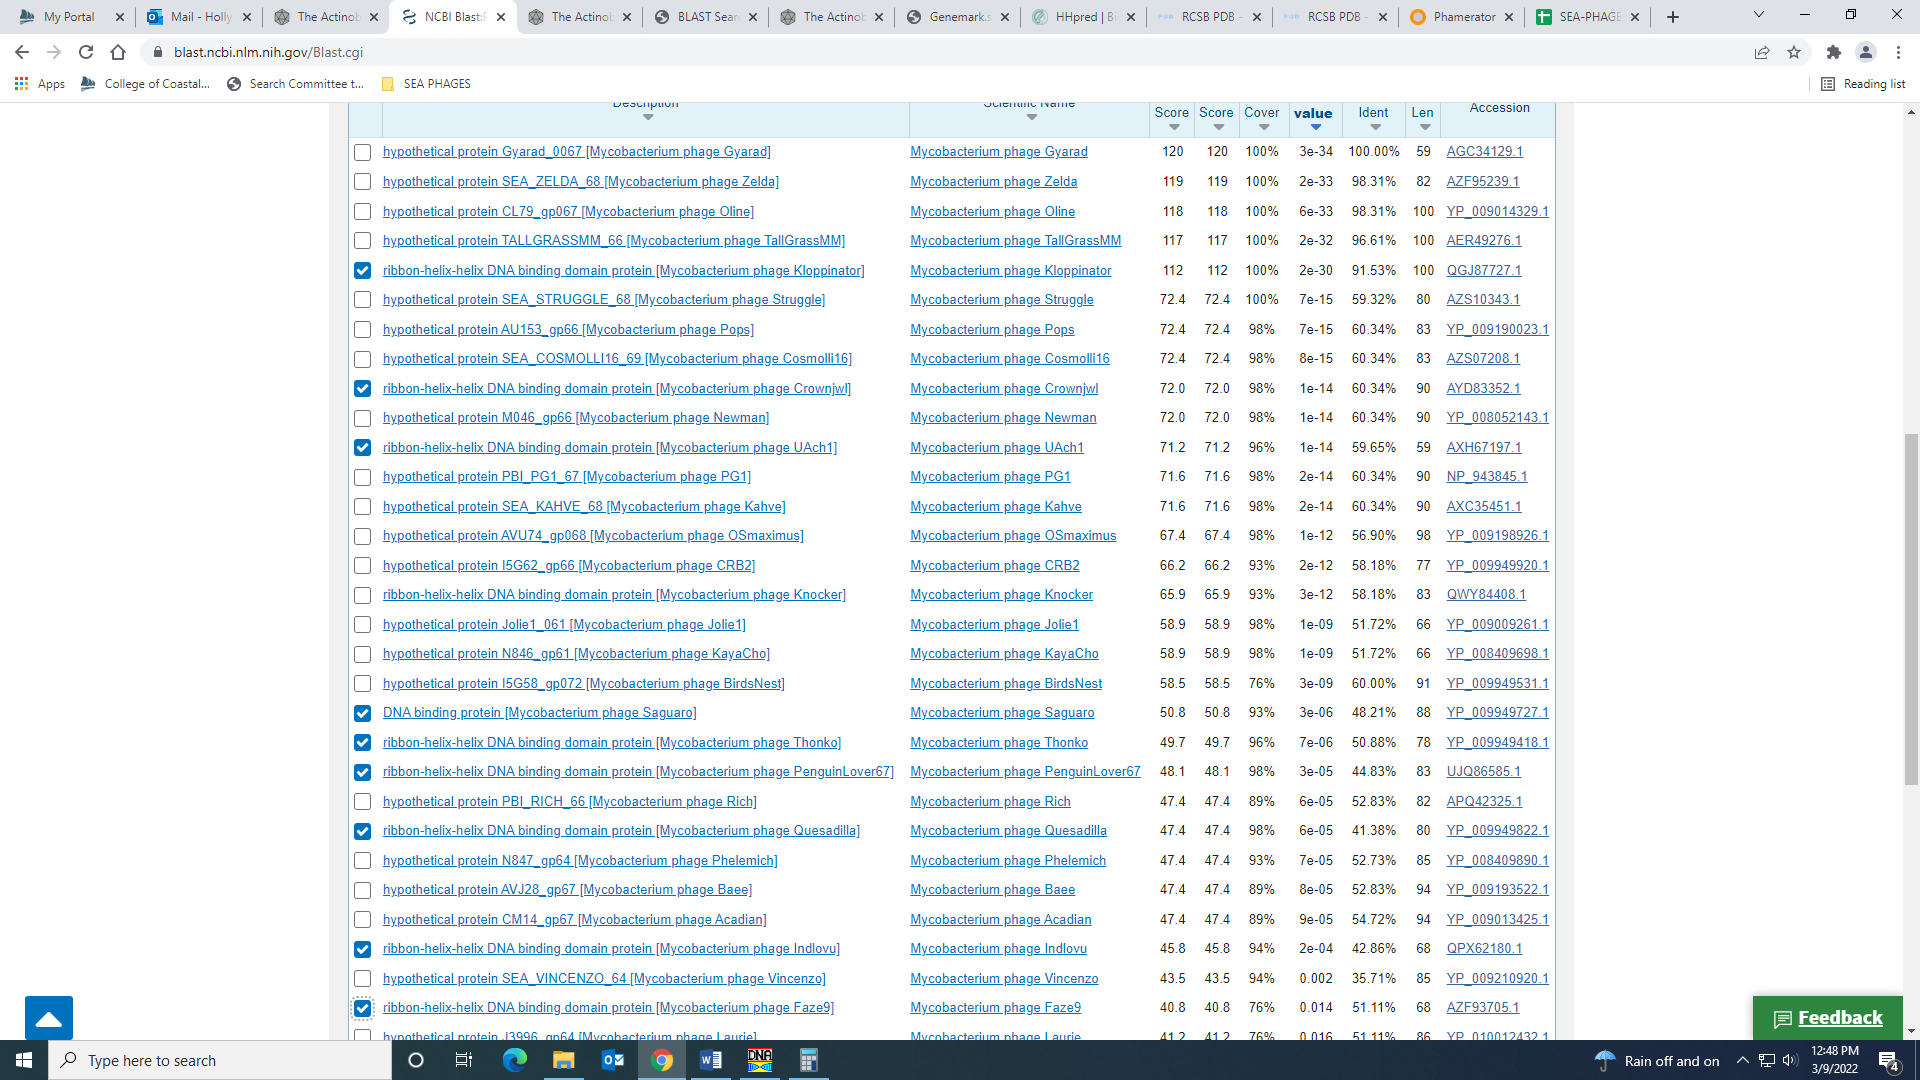 My Portal
Mail - Holly
The Actinob
NCBI Blast:P
The Actinob
BLAST Sear
The Actinob
Genemark.s
HHpred | Bi
RCSB PDB -
RCSB PDB -
Phamerator
SEA-PHAGE
blast.ncbi.nlm.nih.gov/Blast.cgi
Apps
College of Coastal...
Search Committee t...
SEA PHAGES
Reading list
Description Scientific Name Score Score Cover value Ident Len Accession
hypothetical protein Gyarad_0067 [Mycobacterium phage Gyarad] Mycobacterium phage Gyarad 120 120 100% 3e-34 100.00% 59 AGC34129.1
hypothetical protein SEA_ZELDA_68 [Mycobacterium phage Zelda] Mycobacterium phage Zelda 119 119 100% 2e-33 98.31% 82 AZF95239.1
hypothetical protein CL79_gp067 [Mycobacterium phage Oline] Mycobacterium phage Oline 118 118 100% 6e-33 98.31% 100 YP_009014329.1
hypothetical protein TALLGRASSMM_66 [Mycobacterium phage TallGrassMM] Mycobacterium phage TallGrassMM 117 117 100% 2e-32 96.61% 100 AER49276.1
ribbon-helix-helix DNA binding domain protein [Mycobacterium phage Kloppinator] Mycobacterium phage Kloppinator 112 112 100% 2e-30 91.53% 100 QGJ87727.1
hypothetical protein SEA_STRUGGLE_68 [Mycobacterium phage Struggle] Mycobacterium phage Struggle 72.4 72.4 100% 7e-15 59.32% 80 AZS10343.1
hypothetical protein AU153_gp66 [Mycobacterium phage Pops] Mycobacterium phage Pops 72.4 72.4 98% 7e-15 60.34% 83 YP_009190023.1
hypothetical protein SEA_COSMOLLI16_69 [Mycobacterium phage Cosmolli16] Mycobacterium phage Cosmolli16 72.4 72.4 98% 8e-15 60.34% 83 AZS07208.1
ribbon-helix-helix DNA binding domain protein [Mycobacterium phage Crownjwl] Mycobacterium phage Crownjwl 72.0 72.0 98% 1e-14 60.34% 90 AYD83352.1
hypothetical protein M046_gp66 [Mycobacterium phage Newman] Mycobacterium phage Newman 72.0 72.0 98% 1e-14 60.34% 90 YP_008052143.1
ribbon-helix-helix DNA binding domain protein [Mycobacterium phage UAch1] Mycobacterium phage UAch1 71.2 71.2 96% 1e-14 59.65% 59 AXH67197.1
hypothetical protein PBI_PG1_67 [Mycobacterium phage PG1] Mycobacterium phage PG1 71.6 71.6 98% 2e-14 60.34% 90 NP_943845.1
hypothetical protein SEA_KAHVE_68 [Mycobacterium phage Kahve] Mycobacterium phage Kahve 71.6 71.6 98% 2e-14 60.34% 90 AXC35451.1
hypothetical protein AVU74_gp068 [Mycobacterium phage OSmaximus] Mycobacterium phage OSmaximus 67.4 67.4 98% 1e-12 56.90% 98 YP_009198926.1
hypothetical protein I5G62_gp66 [Mycobacterium phage CRB2] Mycobacterium phage CRB2 66.2 66.2 93% 2e-12 58.18% 77 YP_009949920.1
ribbon-helix-helix DNA binding domain protein [Mycobacterium phage Knocker] Mycobacterium phage Knocker 65.9 65.9 93% 3e-12 58.18% 83 QWY84408.1
hypothetical protein Jolie1_061 [Mycobacterium phage Jolie1] Mycobacterium phage Jolie1 58.9 58.9 98% 1e-09 51.72% 66 YP_009009261.1
hypothetical protein N846_gp61 [Mycobacterium phage KayaCho] Mycobacterium phage KayaCho 58.9 58.9 98% 1e-09 51.72% 66 YP_008409698.1
hypothetical protein I5G58_gp072 [Mycobacterium phage BirdsNest] Mycobacterium phage BirdsNest 58.5 58.5 76% 3e-09 60.00% 91 YP_009949531.1
DNA binding protein [Mycobacterium phage Saguaro] Mycobacterium phage Saguaro 50.8 50.8 93% 3e-06 48.21% 88 YP_009949727.1
ribbon-helix-helix DNA binding domain protein [Mycobacterium phage Thonko] Mycobacterium phage Thonko 49.7 49.7 96% 7e-06 50.88% 78 YP_009949418.1
ribbon-helix-helix DNA binding domain protein [Mycobacterium phage PenguinLover67] Mycobacterium phage PenguinLover67 48.1 48.1 98% 3e-05 44.83% 83 UJQ86585.1
hypothetical protein PBI_RICH_66 [Mycobacterium phage Rich] Mycobacterium phage Rich 47.4 47.4 89% 6e-05 52.83% 82 APQ42325.1
ribbon-helix-helix DNA binding domain protein [Mycobacterium phage Quesadilla] Mycobacterium phage Quesadilla 47.4 47.4 98% 6e-05 41.38% 80 YP_009949822.1
hypothetical protein N847_gp64 [Mycobacterium phage Phelemich] Mycobacterium phage Phelemich 47.4 47.4 93% 7e-05 52.73% 85 YP_008409890.1
hypothetical protein AVJ28_gp67 [Mycobacterium phage Baee] Mycobacterium phage Baee 47.4 47.4 89% 8e-05 52.83% 94 YP_009193522.1
hypothetical protein CM14_gp67 [Mycobacterium phage Acadian] Mycobacterium phage Acadian 47.4 47.4 89% 9e-05 54.72% 94 YP_009013425.1
ribbon-helix-helix DNA binding domain protein [Mycobacterium phage Indlovu] Mycobacterium phage Indlovu 45.8 45.8 94% 2e-04 42.86% 68 QPX62180.1
hypothetical protein SEA_VINCENZO_64 [Mycobacterium phage Vincenzo] Mycobacterium phage Vincenzo 43.5 43.5 94% 0.002 35.71% 85 YP_009210920.1
ribbon-helix-helix DNA binding domain protein [Mycobacterium phage Faze9] Mycobacterium phage Faze9 40.8 40.8 76% 0.014 51.11% 68 AZF93705.1
hypothetical protein J3996_gp64 [Mycobacterium phage Laurie] Mycobacterium phage Laurie 41.2 41.2 76% 0.016 51.11% 86 YP_010012432.1
Feedback
Type here to search
DNA
Rain off and on
12:48 PM
3/9/2022
4